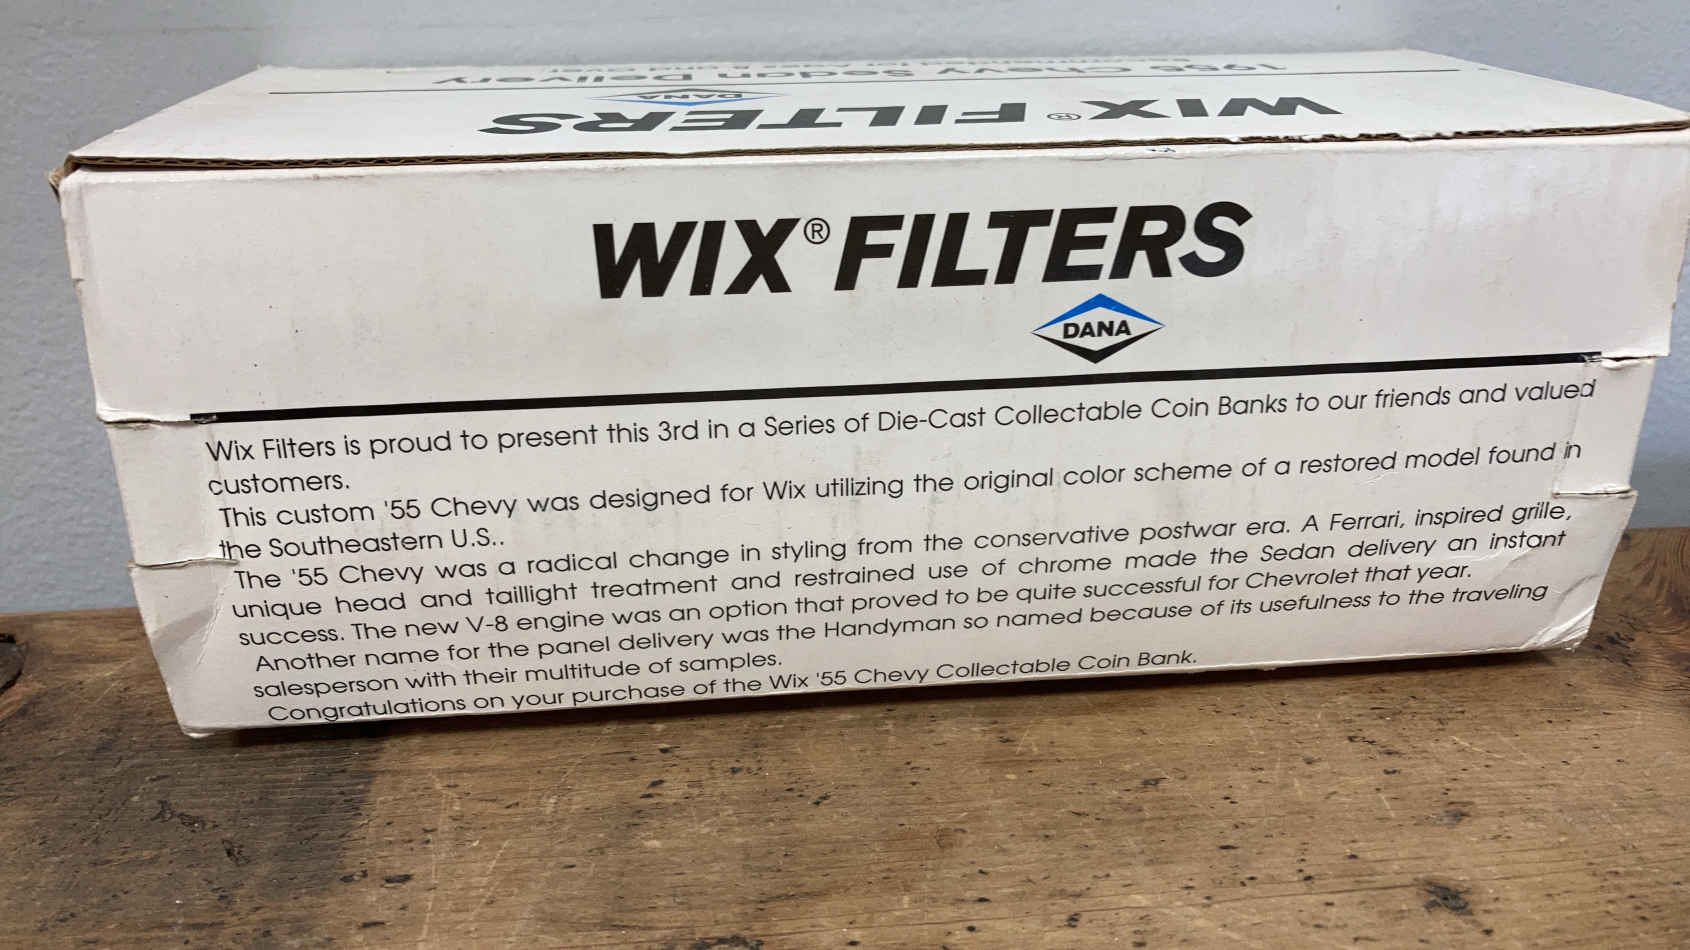 Recommended for Ages 8 and over
1955 Chevy Sedan Delivery
DANA
WIX® FILTERS
WIX® FILTERS
DANA
Wix Filters is proud to present this 3rd in a Series of Die-Cast Collectable Coin Banks to our friends and valued
customers.
This custom '55 Chevy was designed for Wix utilizing the original color scheme of a restored model found in
the Southeastern U.S..
The '55 Chevy was a radical change in styling from the conservative postwar era. A Ferrari, inspired grille,
unique head and taillight treatment and restrained use of chrome made the Sedan delivery an instant
success. The new V-8 engine was an option that proved to be quite successful for Chevrolet that year.
Another name for the panel delivery was the Handyman so named because of its usefulness to the traveling
salesperson with their multitude of samples.
Congratulations on your purchase of the Wix '55 Chevy Collectable Coin Bank.